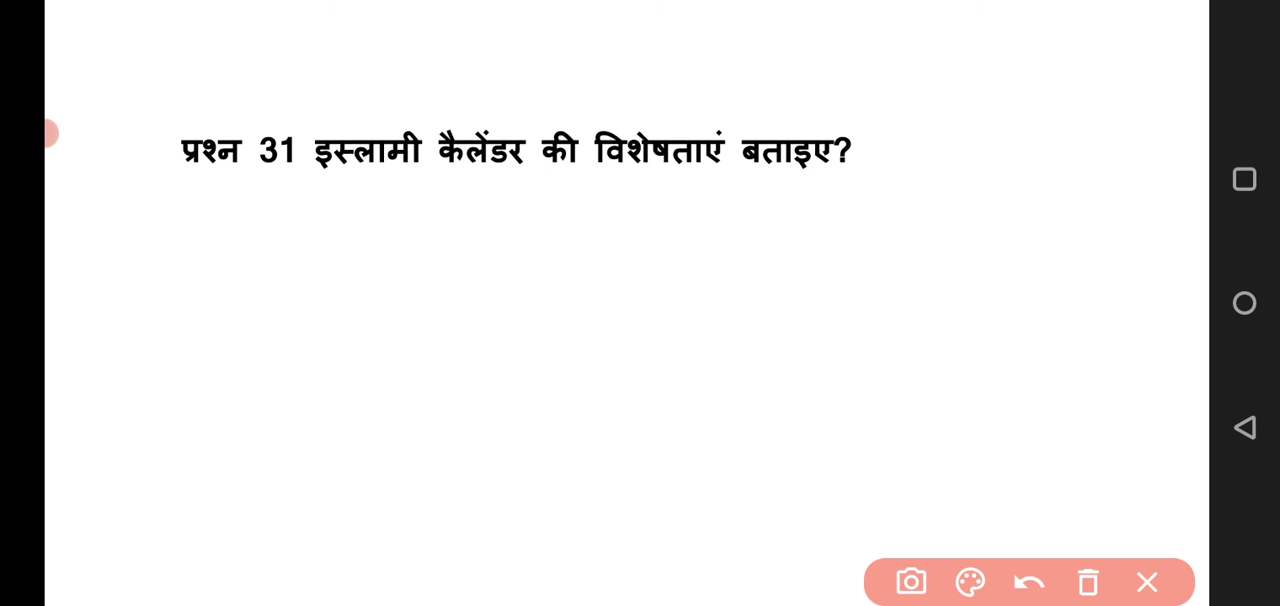 प्रश्न 31 इस्लामी कैलेंडर की विशेषताएं बताइए?